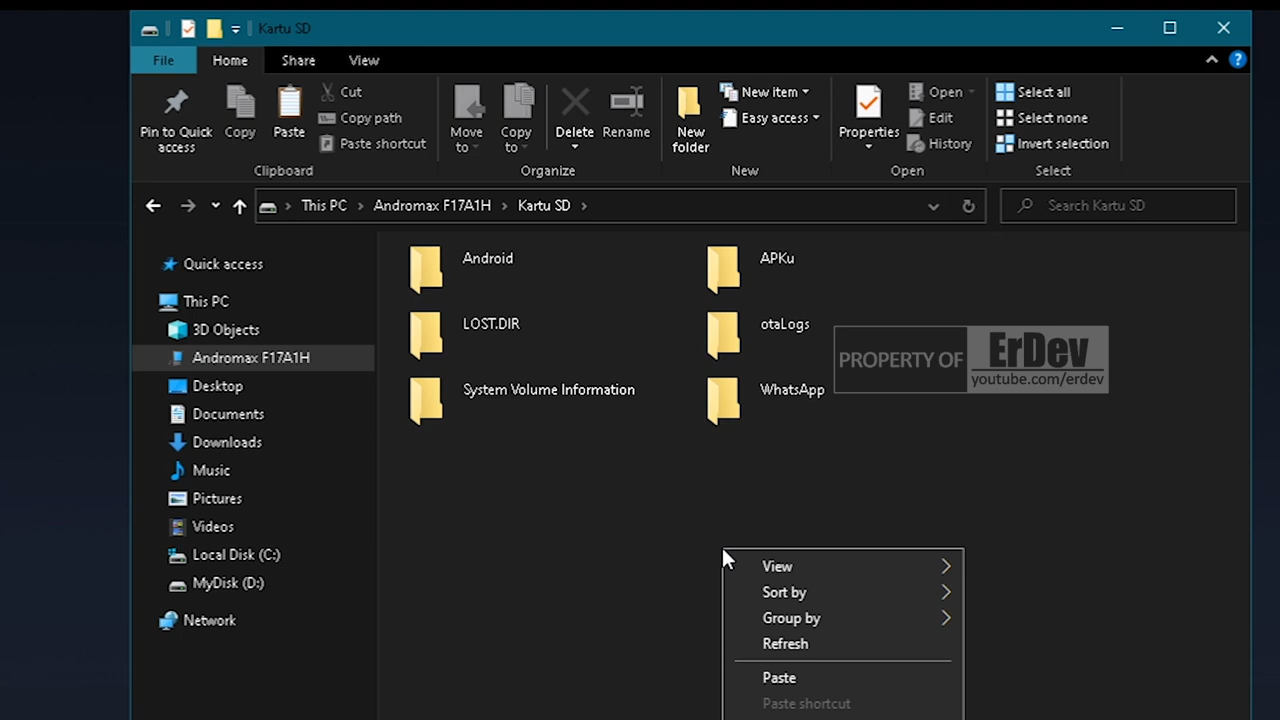 Kartu SD
File Home Share View
Pin to Quick access
Copy
Paste
Cut
Copy path
Paste shortcut
Clipboard
Move to
Copy to
Delete
Rename
Organize
New folder
New item
Easy access
New
Properties
Open
Edit
History
Open
Select all
Select none
Invert selection
Select
This PC > Andromax F17A1H > Kartu SD >
Search Kartu SD
Quick access
This PC
3D Objects
Andromax F17A1H
Desktop
Documents
Downloads
Music
Pictures
Videos
Local Disk (C:)
MyDisk (D:)
Network
Android
APKu
LOST.DIR
otaLogs
System Volume Information
WhatsApp
PROPERTY OF ErDev
youtube.com/erdev
View
Sort by
Group by
Refresh
Paste
Paste shortcut